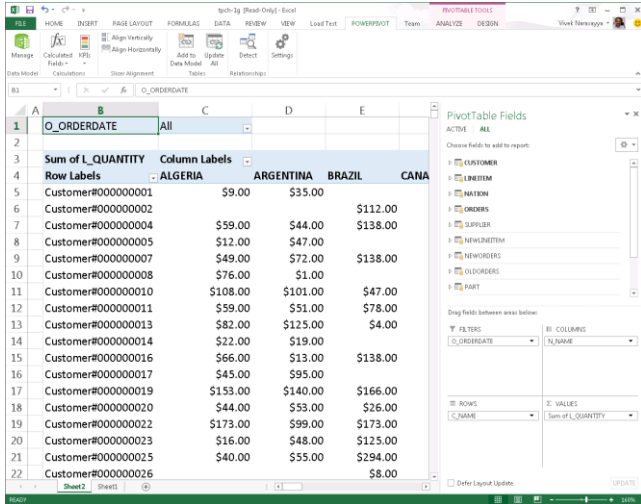 tpch-1g [Read-Only] - Excel
PIVOTTABLE TOOLS
FILE HOME INSERT PAGE LAYOUT FORMULAS DATA REVIEW VIEW Load Test POWERPIVOT Team ANALYZE DESIGN Vivek Narasayya
Manage
Calculated Fields
KPIs
Align Vertically
Align Horizontally
Add to Data Model
Update All
Detect
Settings
Data Model Calculations Slicer Alignment Tables Relationships
B1 fx O_ORDERDATE
A B C D E
1 O_ORDERDATE All
2
3 Sum of L_QUANTITY Column Labels
4 Row Labels ALGERIA ARGENTINA BRAZIL CANA
5 Customer#000000001 $9.00 $35.00
6 Customer#000000002 $112.00
7 Customer#000000004 $59.00 $44.00 $138.00
8 Customer#000000005 $12.00 $47.00
9 Customer#000000007 $49.00 $72.00 $138.00
10 Customer#000000008 $76.00 $1.00
11 Customer#000000010 $108.00 $101.00 $47.00
12 Customer#000000011 $59.00 $51.00 $78.00
13 Customer#000000013 $82.00 $125.00 $4.00
14 Customer#000000014 $22.00 $19.00
15 Customer#000000016 $66.00 $13.00 $138.00
16 Customer#000000017 $45.00 $95.00
17 Customer#000000019 $153.00 $140.00 $166.00
18 Customer#000000020 $44.00 $53.00 $26.00
19 Customer#000000022 $173.00 $99.00 $173.00
20 Customer#000000023 $16.00 $48.00 $125.00
21 Customer#000000025 $40.00 $55.00 $294.00
22 Customer#000000026 $8.00
Sheet2 Sheet1
READY
PivotTable Fields
ACTIVE ALL
Choose fields to add to report:
CUSTOMER
LINEITEM
NATION
ORDERS
SUPPLIER
NEWLINEITEM
NEWORDERS
OLDORDERS
PART
Drag fields between areas below:
FILTERS
O_ORDERDATE
COLUMNS
N_NAME
ROWS
C_NAME
VALUES
Sum of L_QUANTITY
Defer Layout Update UPDATE
160%